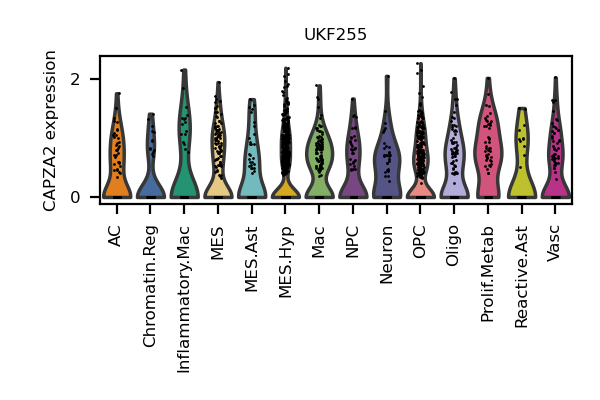 UKF255
CAPZA2 expression
2
0
AC
Chromatin.Reg
Inflammatory.Mac
MES
MES.Ast
MES.Hyp
Mac
NPC
Neuron
OPC
Oligo
Prolif.Metab
Reactive.Ast
Vasc